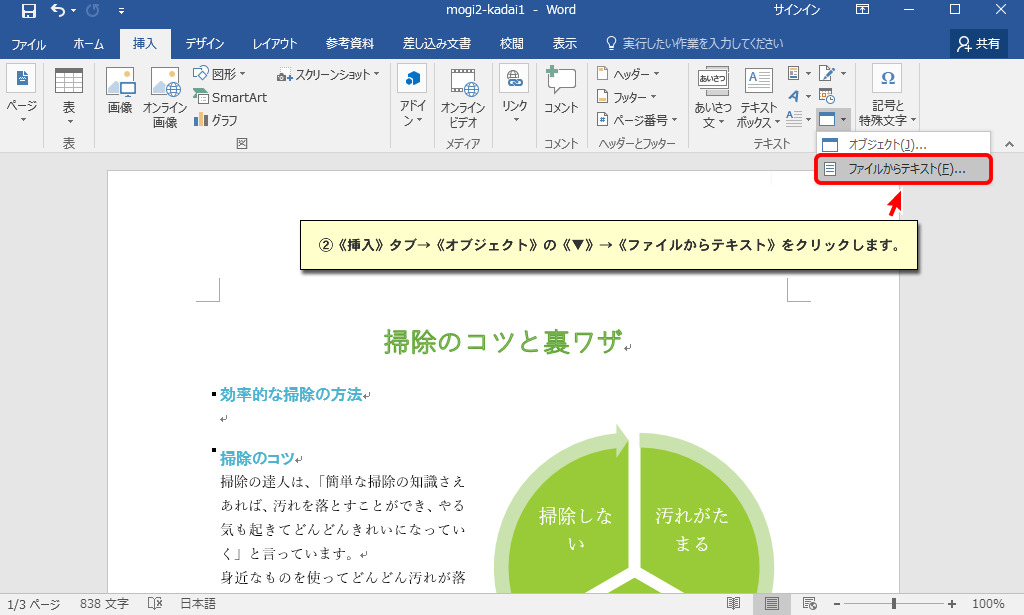 mogi2-kadai1 - Word
サインイン
ファイル ホーム 挿入 デザイン レイアウト 参考資料 差し込み文書 校閲 表示 実行したい作業を入力してください 共有
ページ
表
画像
オンライン
画像
図形
SmartArt
グラフ
スクリーンショット
アドイ
ン
オンライン
ビデオ
リンク
コメント
ヘッダー
フッター
ページ番号
あいさつ
あいさつ
文
テキスト
ボックス
記号と
特殊文字
表 図 メディア コメント ヘッダーとフッター テキスト
オブジェクト(J)...
ファイルからテキスト(F)...
②《挿入》タブ→《オブジェクト》の《▼》→《ファイルからテキスト》をクリックします。
掃除のコツと裏ワザ
効率的な掃除の方法
掃除のコツ
掃除の達人は、「簡単な掃除の知識さえ
あれば、汚れを落とすことができ、やる
気も起きてどんどんきれいになってい
く」と言っています。
身近なものを使ってどんどん汚れが落
掃除しな
い
汚れがた
まる
1/3 ページ 838 文字 日本語 100%